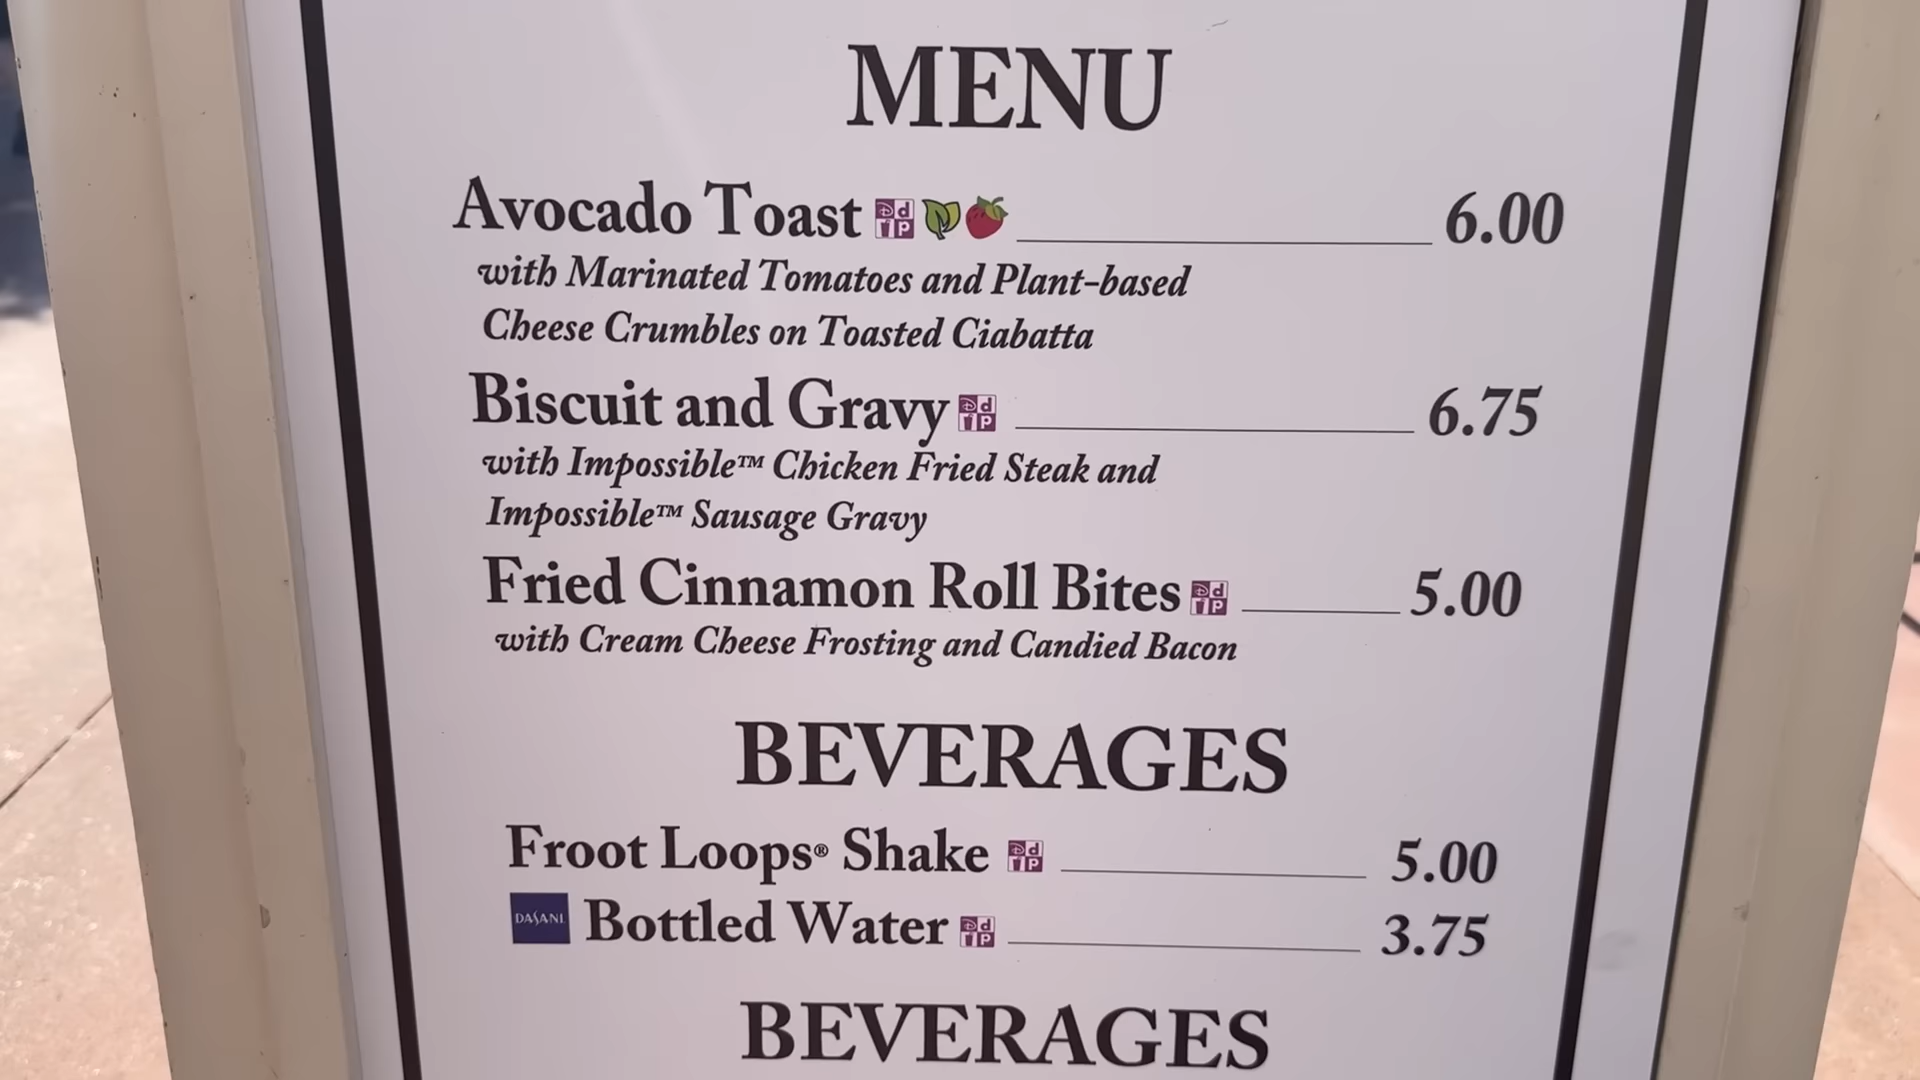 MENU
Avocado Toast 6.00
with Marinated Tomatoes and Plant-based
Cheese Crumbles on Toasted Ciabatta
Biscuit and Gravy 6.75
with Impossible™ Chicken Fried Steak and
Impossible™ Sausage Gravy
Fried Cinnamon Roll Bites 5.00
with Cream Cheese Frosting and Candied Bacon
BEVERAGES
Froot Loops® Shake 5.00
DASANI Bottled Water 3.75
BEVERAGES